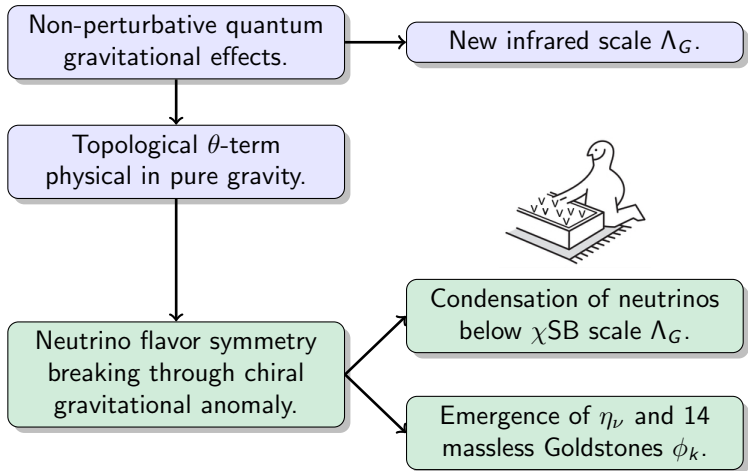 Non-perturbative quantum
gravitational effects.
New infrared scale Λ_G.
Topological θ-term
physical in pure gravity.
Neutrino flavor symmetry
breaking through chiral
gravitational anomaly.
Condensation of neutrinos
below χSB scale Λ_G.
Emergence of η_ν and 14
massless Goldstones ϕ_k.